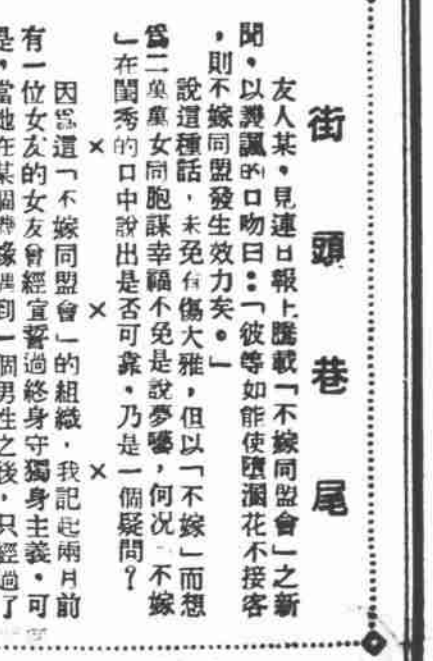 街頭巷尾
友人某，見連日報上騰載「不嫁同盟會」之新
聞，以譏諷的口吻曰：「彼等如能使墮溷花不接客
，則不嫁同盟發生效力矣。」
說這種話，未免有傷大雅，但以「不嫁」而想
爲二萬萬女同胞謀幸福不免是說夢囈，何况「不嫁
」在閨秀的口中說出是否可靠，乃是一個疑問？
× × ×
因爲這「不嫁同盟會」的組織，我記起兩月前
有一位女友的女友會經宣誓過終身守獨身主義。可
是，當她在某個 緣遇到一個男性之後，只經過了